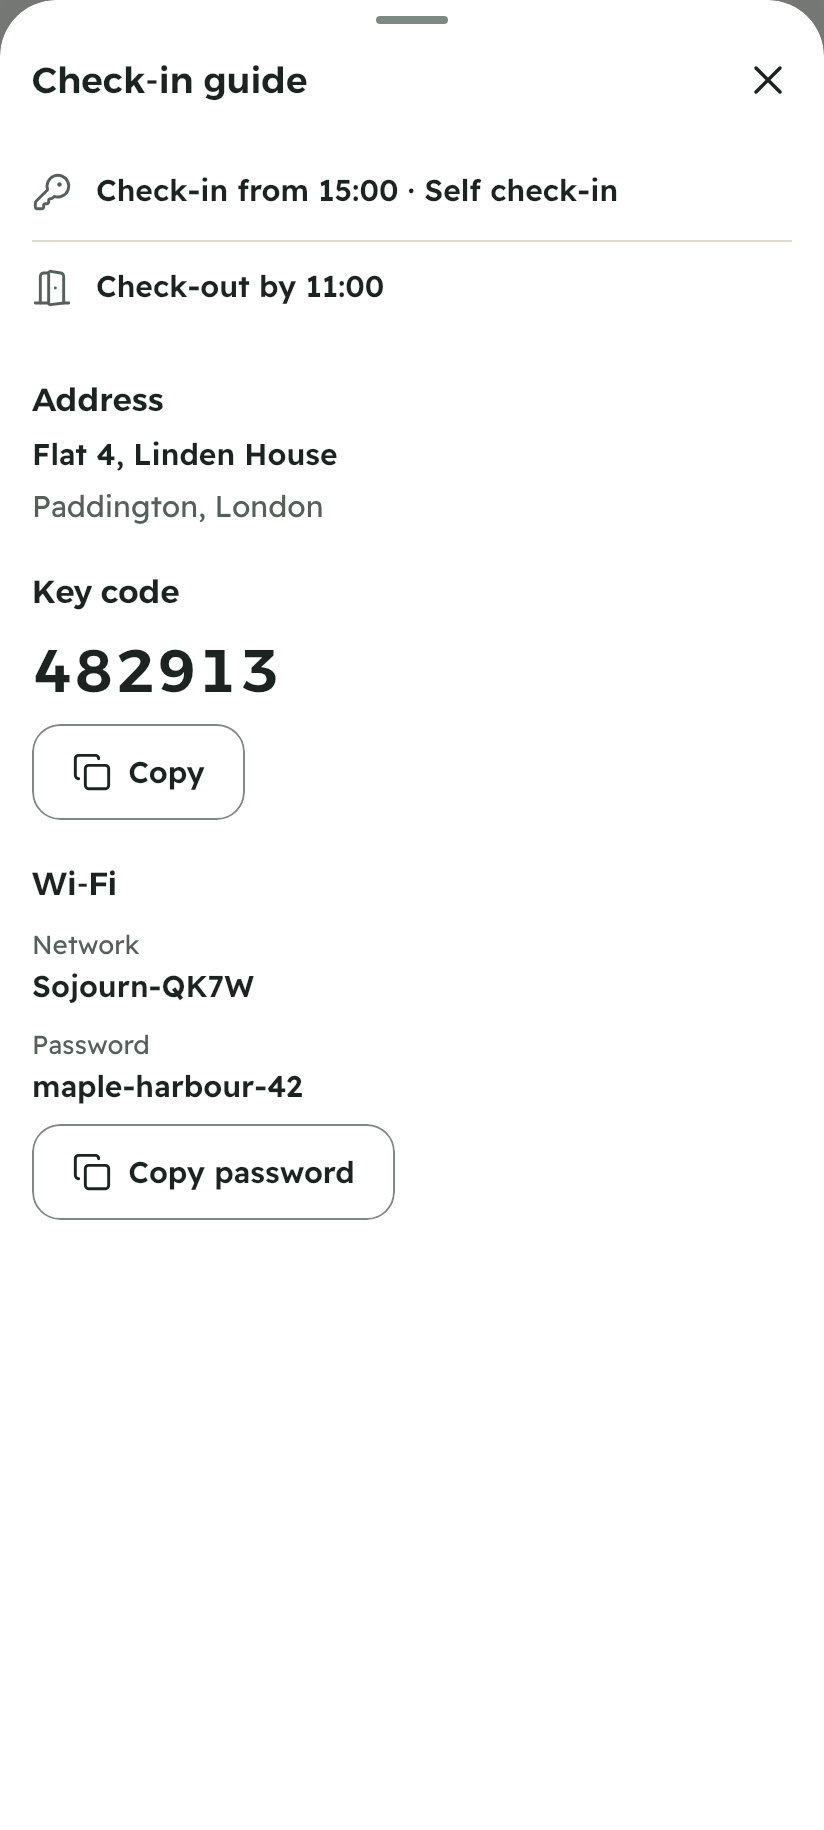 Check-in guide
Check-in from 15:00 · Self check-in
Check-out by 11:00
Address
Flat 4, Linden House
Paddington, London
Key code
482913
Copy
Wi-Fi
Network
Sojourn-QK7W
Password
maple-harbour-42
Copy password